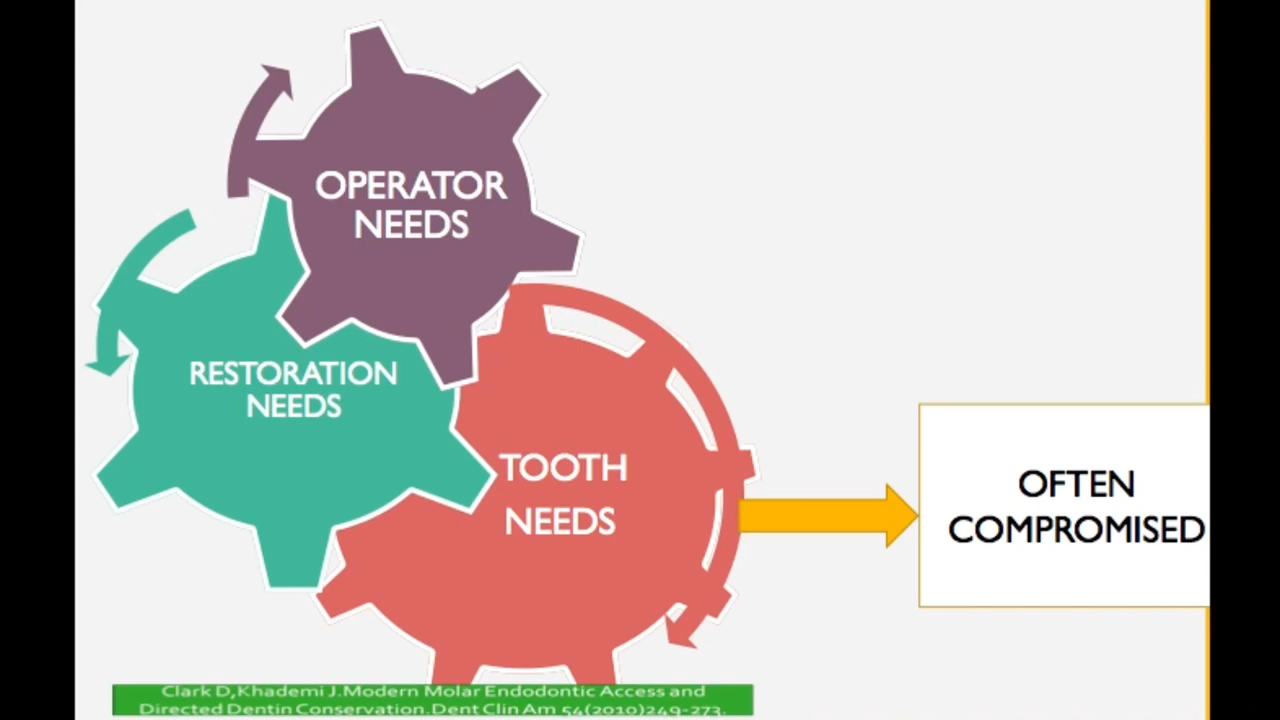 OPERATOR
NEEDS
RESTORATION
NEEDS
TOOTH
NEEDS
OFTEN
COMPROMISED
Clark D,Khademi J.Modern Molar Endodontic Access and
Directed Dentin Conservation.Dent Clin Am 54(2010)249-273.